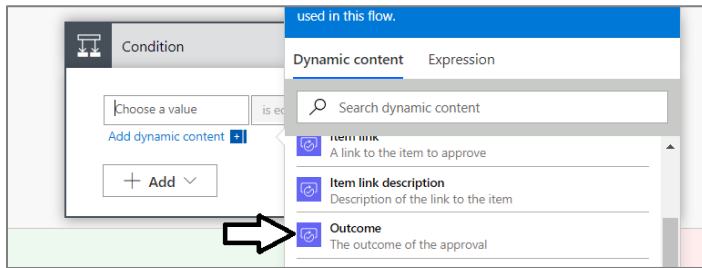 used in this flow.
Condition
Dynamic content Expression
Choose a value
Search dynamic content
Add dynamic content
Item link
A link to the item to approve
+ Add
Item link description
Description of the link to the item
Outcome
The outcome of the approval